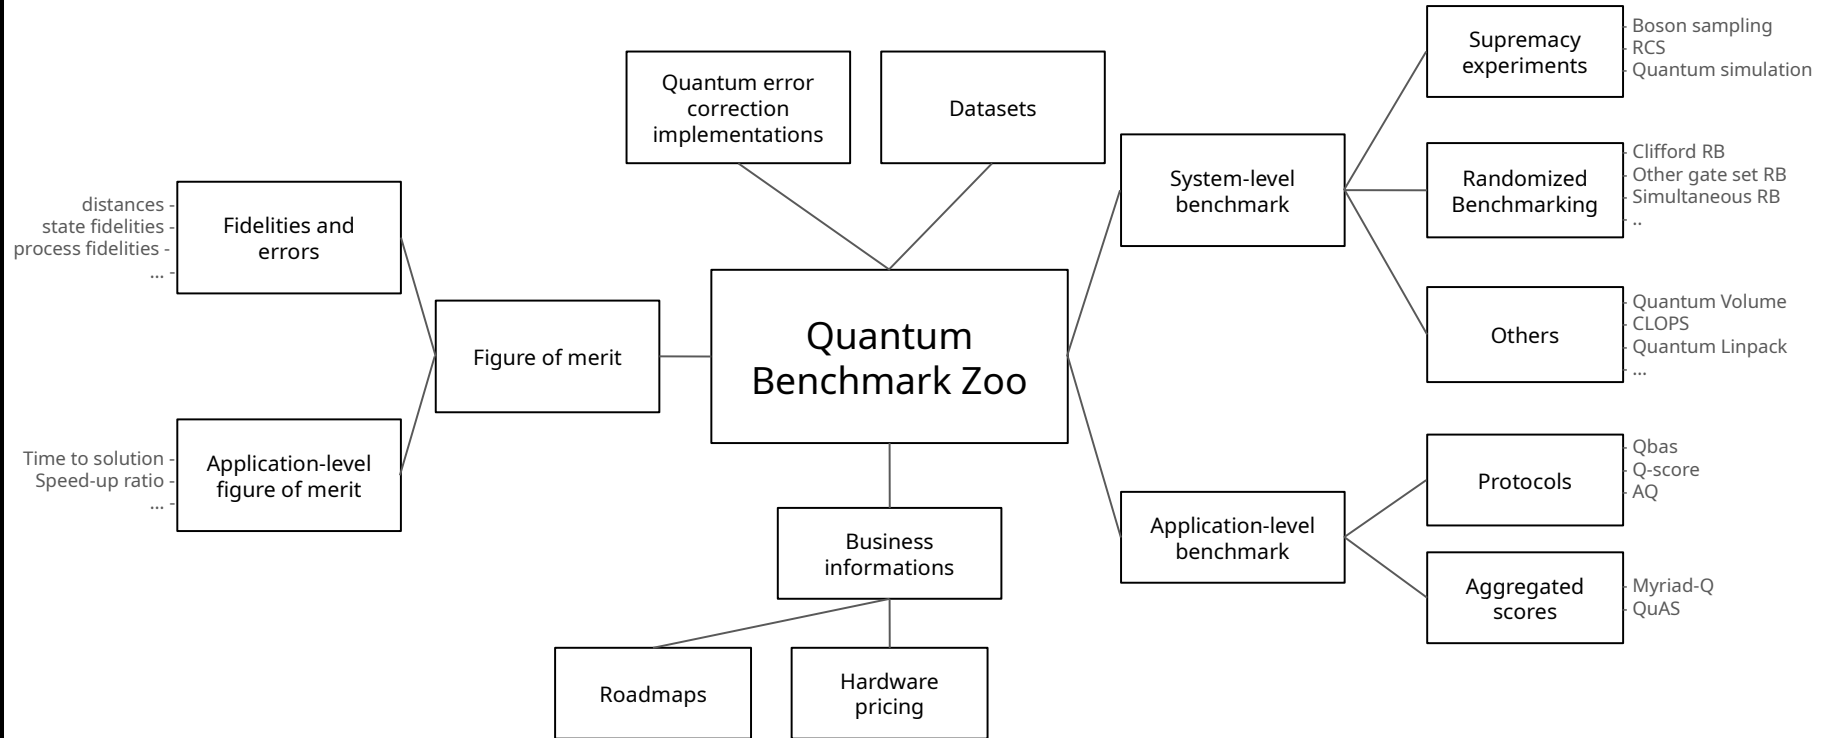 Quantum error
correction
implementations
Datasets
Supremacy
experiments
- Boson sampling
- RCS
- Quantum simulation
System-level
benchmark
Randomized
Benchmarking
- Clifford RB
- Other gate set RB
- Simultaneous RB
- ..
distances -
state fidelities -
process fidelities -
... -
Fidelities and
errors
Figure of merit
Quantum
Benchmark Zoo
Others
- Quantum Volume
- CLOPS
- Quantum Linpack
- ...
Time to solution -
Speed-up ratio -
... -
Application-level
figure of merit
Business
informations
Application-level
benchmark
Protocols
- Qbas
- Q-score
- AQ
Aggregated
scores
- Myriad-Q
- QuAS
Roadmaps
Hardware
pricing